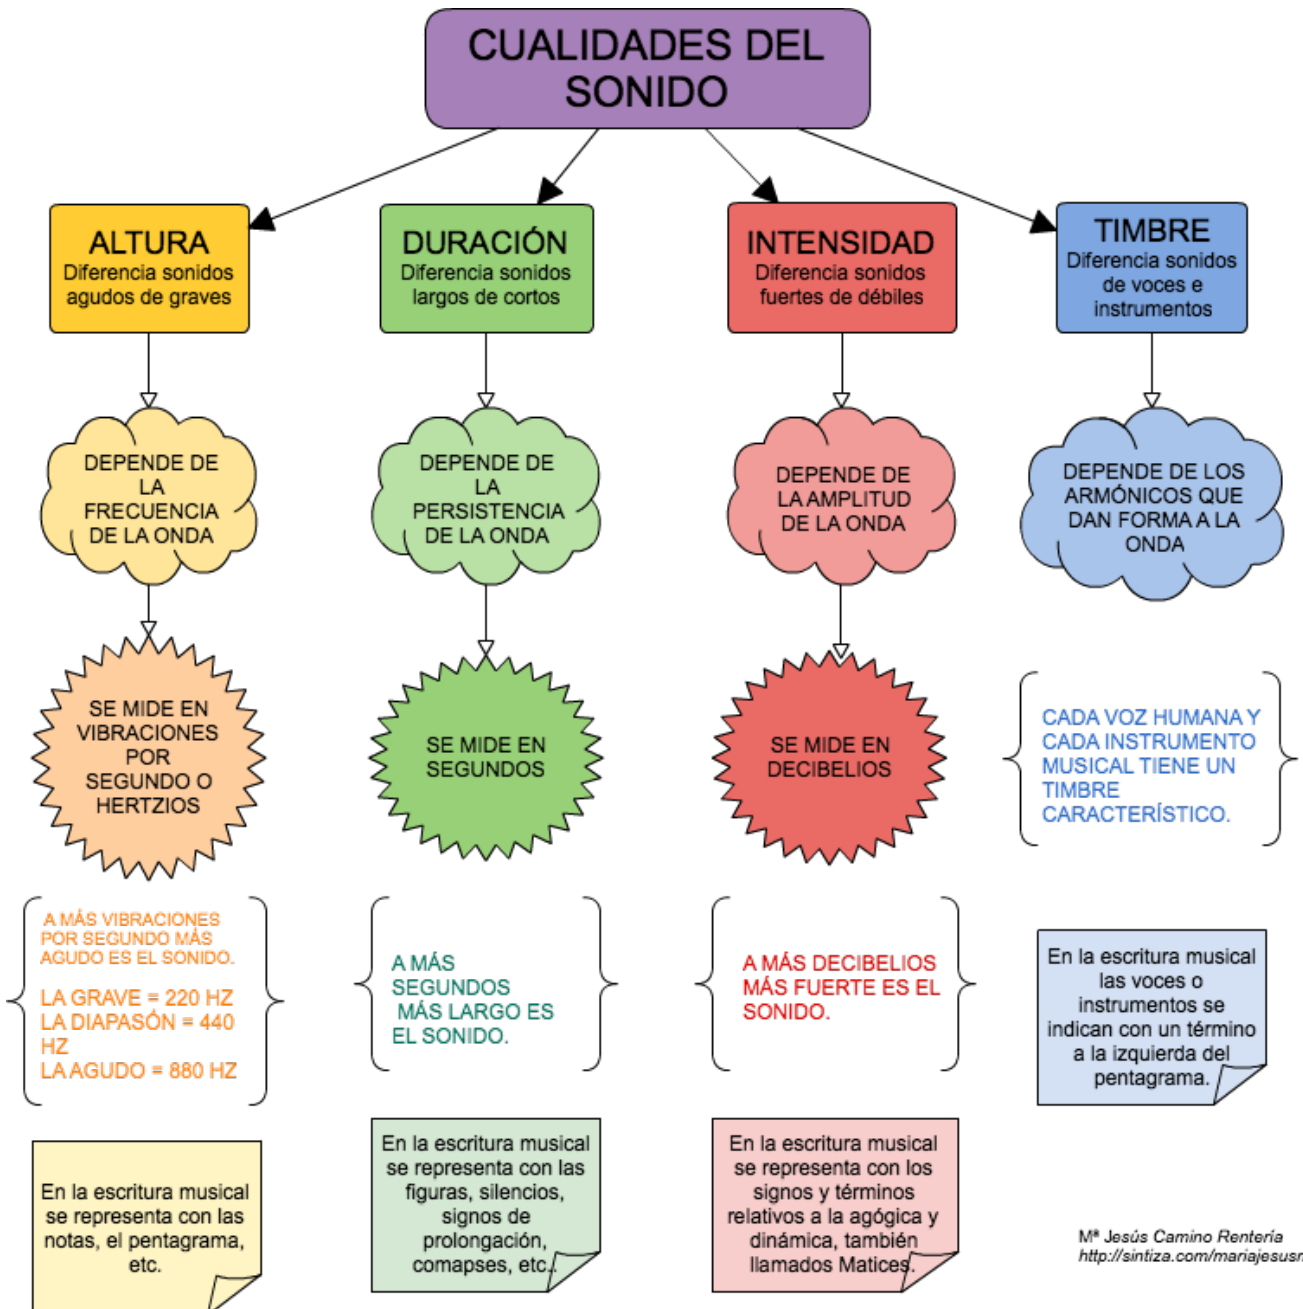 CUALIDADES DEL
SONIDO
ALTURA
Diferencia sonidos
agudos de graves
DEPENDE DE
LA
FRECUENCIA
DE LA ONDA
SE MIDE EN
VIBRACIONES
POR
SEGUNDO O
HERTZIOS
A MÁS VIBRACIONES
POR SEGUNDO MÁS
AGUDO ES EL SONIDO.
LA GRAVE = 220 HZ
LA DIAPASÓN = 440
HZ
LA AGUDO = 880 HZ
En la escritura musical
se representa con las
notas, el pentagrama,
etc.
DURACIÓN
Diferencia sonidos
largos de cortos
DEPENDE DE
LA
PERSISTENCIA
DE LA ONDA
SE MIDE EN
SEGUNDOS
A MÁS
SEGUNDOS
MÁS LARGO ES
EL SONIDO.
En la escritura musical
se representa con las
figuras, silencios,
signos de
prolongación,
comapses, etc.
INTENSIDAD
Diferencia sonidos
fuertes de débiles
DEPENDE DE
LA AMPLITUD
DE LA ONDA
SE MIDE EN
DECIBELIOS
A MÁS DECIBELIOS
MÁS FUERTE ES EL
SONIDO.
En la escritura musical
se representa con los
signos y términos
relativos a la agógica y
dinámica, también
llamados Matices.
TIMBRE
Diferencia sonidos
de voces e
instrumentos
DEPENDE DE LOS
ARMÓNICOS QUE
DAN FORMA A LA
ONDA
CADA VOZ HUMANA Y
CADA INSTRUMENTO
MUSICAL TIENE UN
TIMBRE
CARACTERÍSTICO.
En la escritura musical
las voces o
instrumentos se
indican con un término
a la izquierda del
pentagrama.
Mª Jesús Camino Rentería
http://sintiza.com/mariajesusm